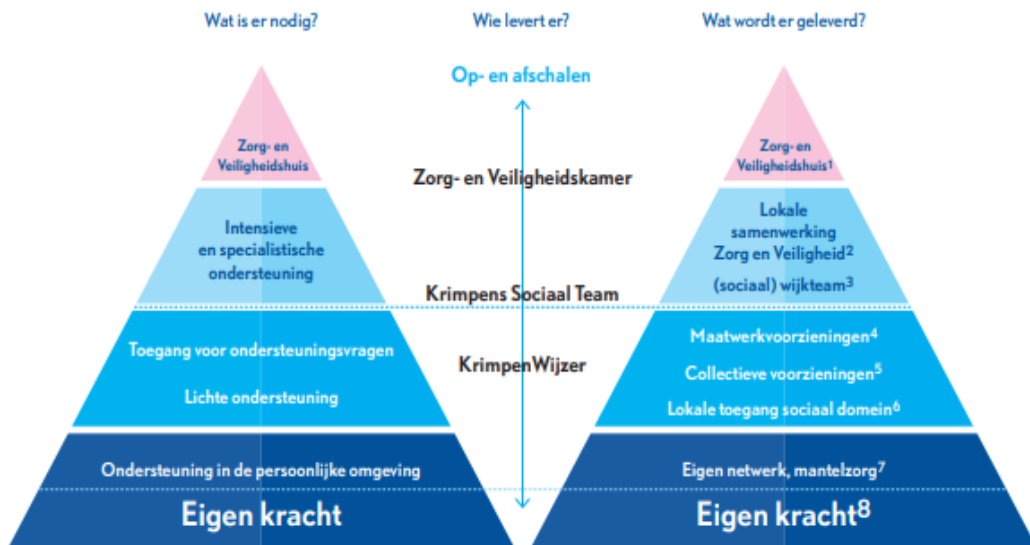 Wat is er nodig?
Wie levert er?
Wat wordt er geleverd?
Op- en afschalen
Zorg- en
Veiligheidshuis
Intensieve
en specialistische
ondersteuning
Toegang voor ondersteuningsvragen
Lichte ondersteuning
Ondersteuning in de persoonlijke omgeving
Eigen kracht
Zorg- en Veiligheidskamer
Krimpens Sociaal Team
KrimpenWijzer
Zorg- en
Veiligheidshuis¹
Lokale
samenwerking
Zorg en Veiligheid²
(sociaal) wijkteam³
Maatwerkvoorzieningen⁴
Collectieve voorzieningen⁵
Lokale toegang sociaal domein⁶
Eigen netwerk, mantelzorg⁷
Eigen kracht⁸